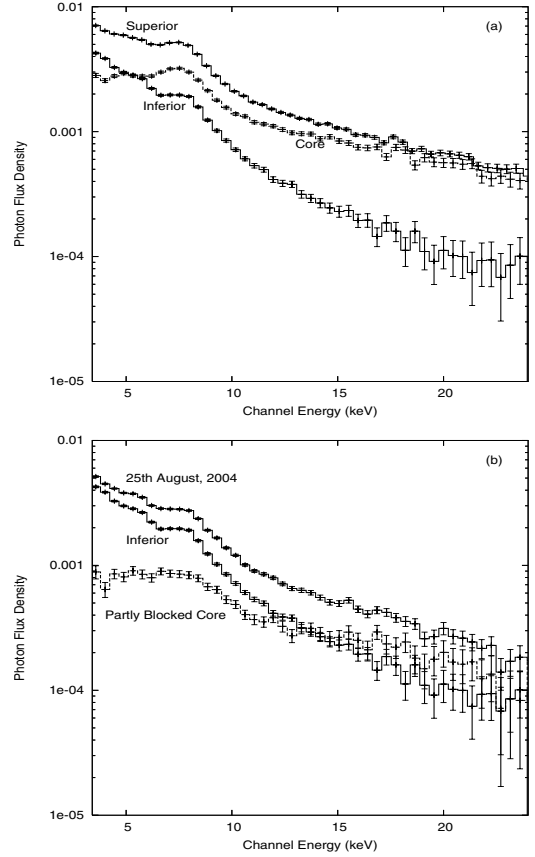 0.01
(a)
Superior
Inferior
Core
0.001
1e-04
1e-05
Photon Flux Density
5 10 15 20
Channel Energy (keV)
0.01
(b)
25th August, 2004
Inferior
Partly Blocked Core
0.001
1e-04
1e-05
Photon Flux Density
5 10 15 20
Channel Energy (keV)